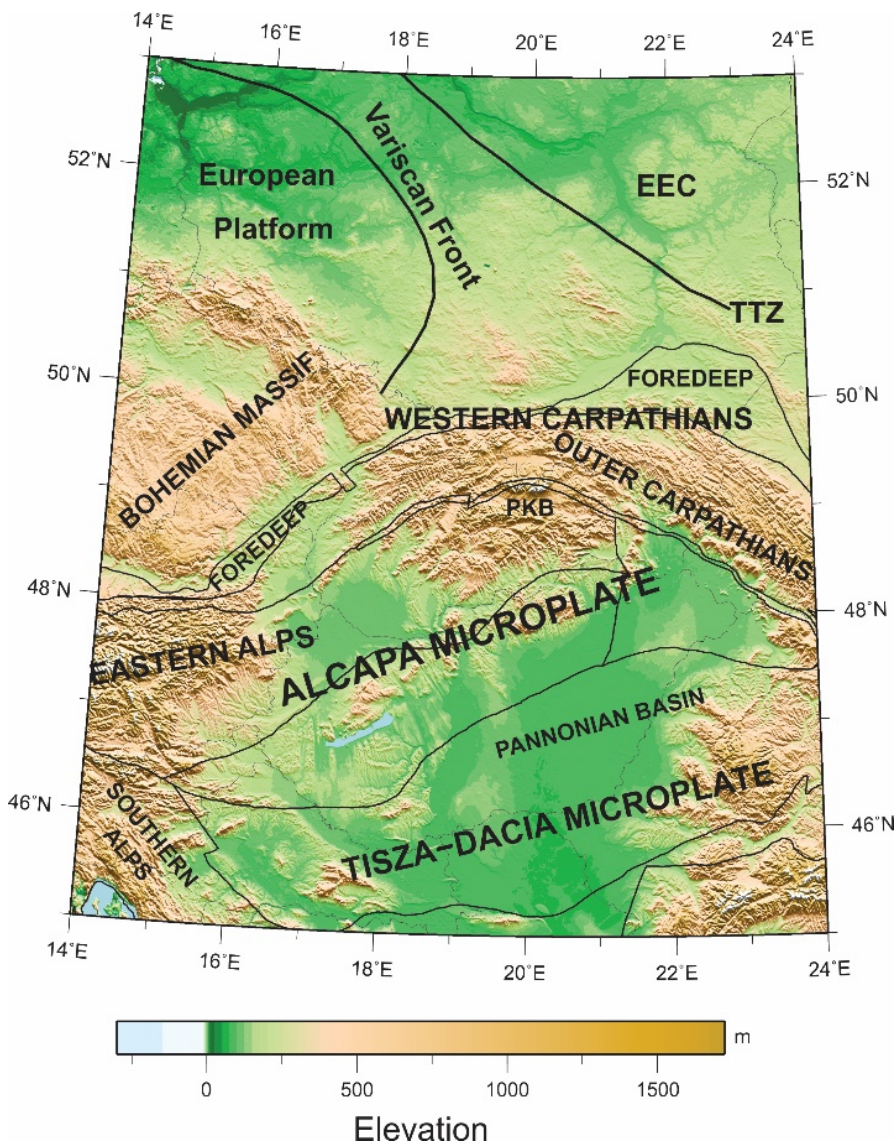 14°E 16°E 18°E 20°E 22°E 24°E
52°N
52°N
European
Platform
Variscan Front
EEC
TTZ
50°N
50°N
FOREDEEP
BOHEMIAN MASSIF
WESTERN CARPATHIANS
OUTER CARPATHIANS
PKB
FOREDEEP
48°N
48°N
EASTERN ALPS
ALCAPA MICROPLATE
PANNONIAN BASIN
46°N
46°N
SOUTHERN
ALPS
TISZA–DACIA MICROPLATE
14°E 16°E 18°E 20°E 22°E 24°E
m
0 500 1000 1500
Elevation